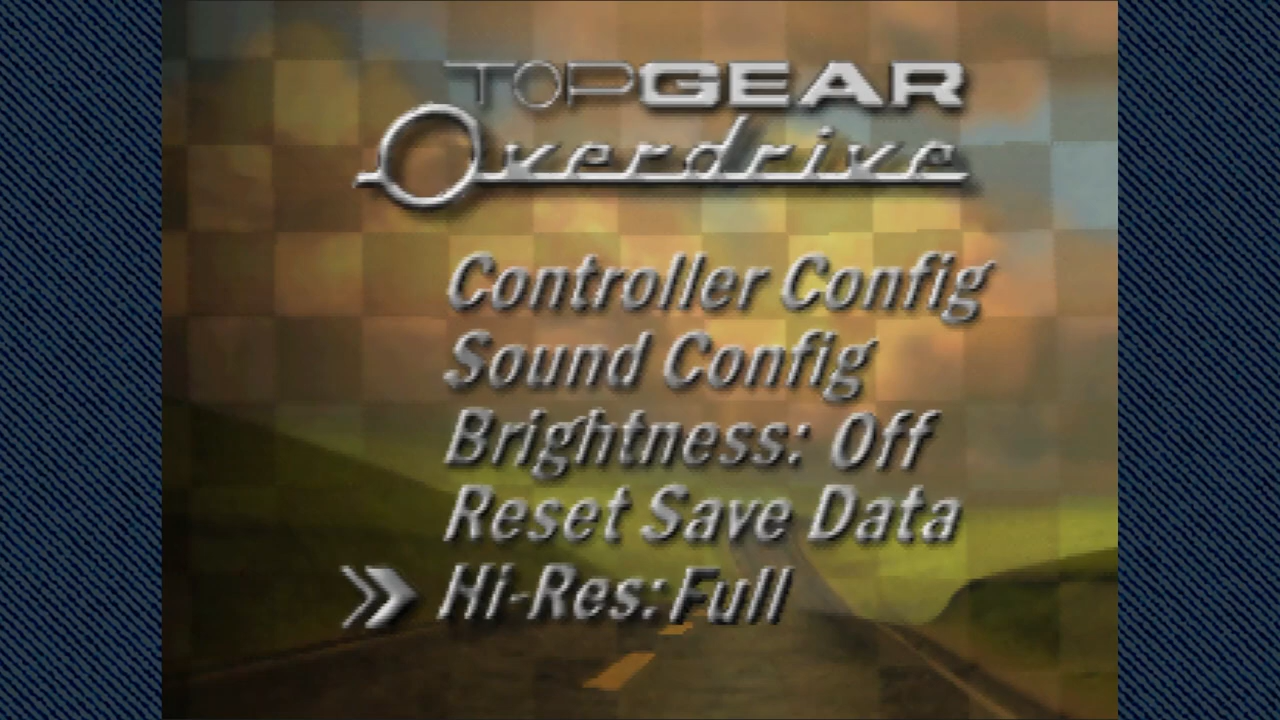 TOPGEAR
Overdrive
Controller Config
Sound Config
Brightness: Off
Reset Save Data
Hi-Res: Full